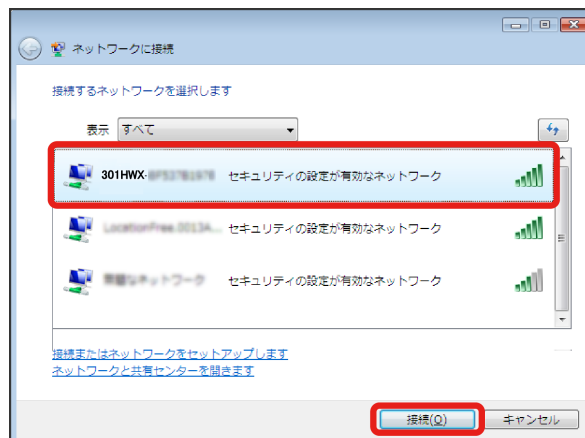 ネットワークに接続
接続するネットワークを選択します
表示 すべて
301HWX- セキュリティの設定が有効なネットワーク
セキュリティの設定が有効なネットワーク
セキュリティの設定が有効なネットワーク
接続またはネットワークをセットアップします
ネットワークと共有センターを開きます
接続(O) キャンセル